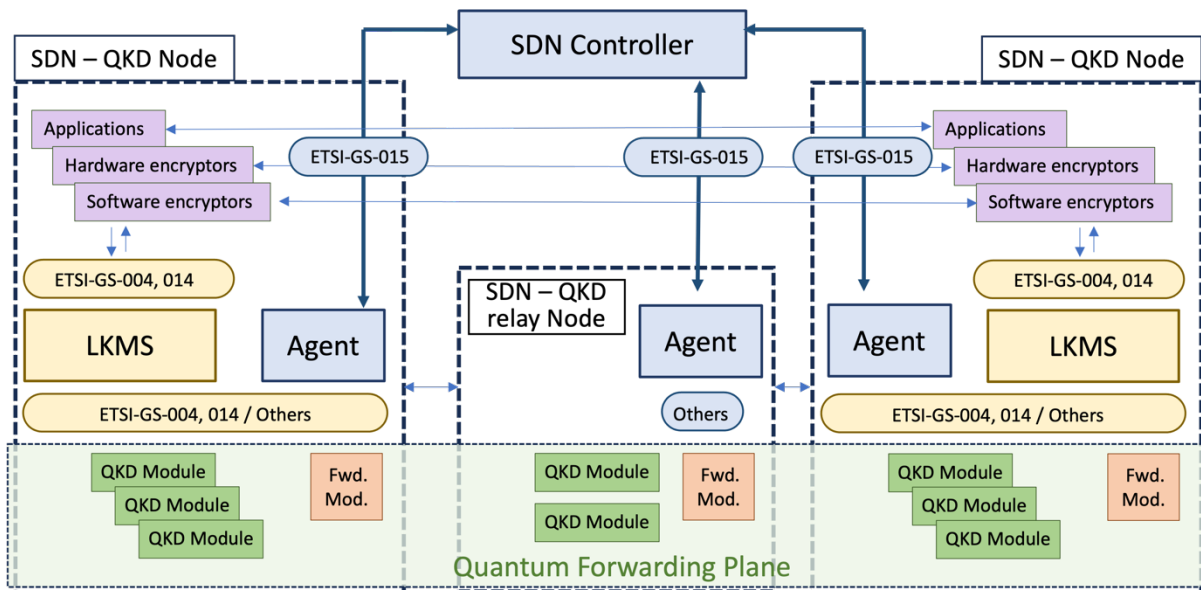 SDN Controller
SDN – QKD Node
SDN – QKD Node
Applications
Hardware encryptors
Software encryptors
ETSI-GS-015
ETSI-GS-015
ETSI-GS-015
Applications
Hardware encryptors
Software encryptors
ETSI-GS-004, 014
ETSI-GS-004, 014
SDN – QKD
relay Node
LKMS
Agent
Agent
Agent
LKMS
ETSI-GS-004, 014 / Others
Others
ETSI-GS-004, 014 / Others
QKD Module
QKD Module
QKD Module
Fwd.
Mod.
QKD Module
QKD Module
Fwd.
Mod.
QKD Module
QKD Module
QKD Module
Fwd.
Mod.
Quantum Forwarding Plane